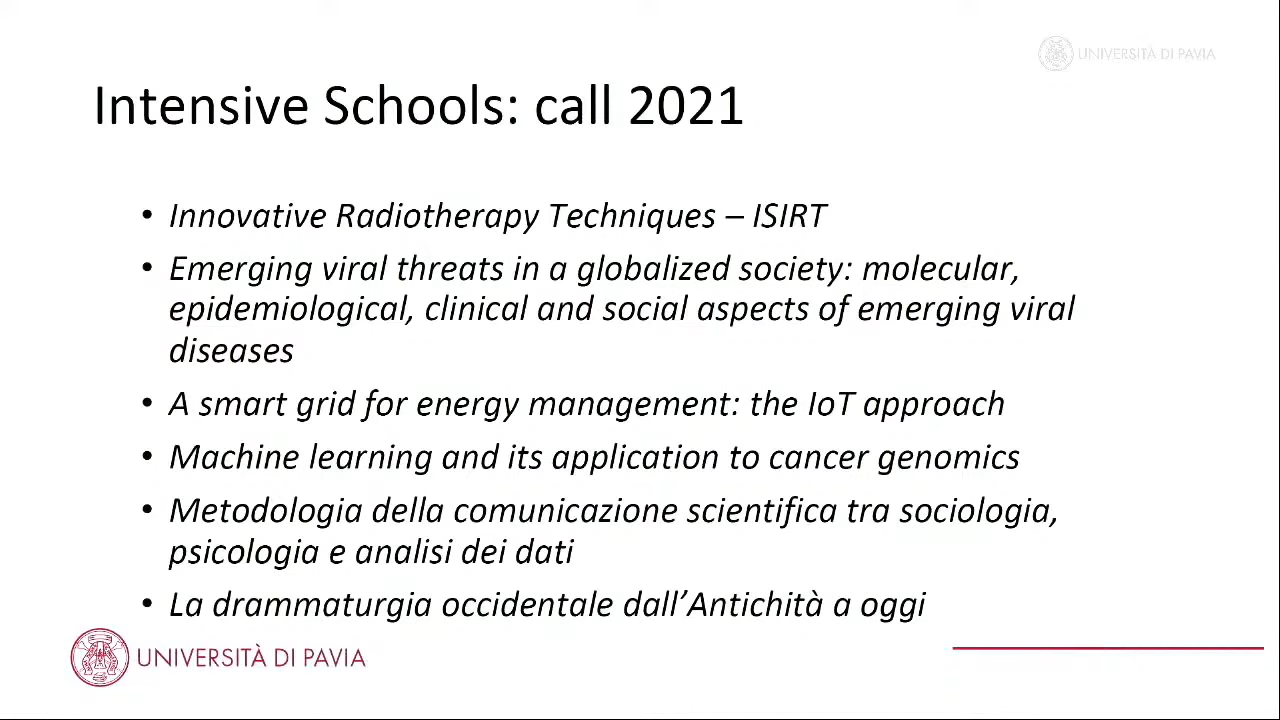 UNIVERSITÀ DI PAVIA
Intensive Schools: call 2021
• Innovative Radiotherapy Techniques – ISIRT
• Emerging viral threats in a globalized society: molecular,
epidemiological, clinical and social aspects of emerging viral
diseases
• A smart grid for energy management: the IoT approach
• Machine learning and its application to cancer genomics
• Metodologia della comunicazione scientifica tra sociologia,
psicologia e analisi dei dati
• La drammaturgia occidentale dall’Antichità a oggi
UNIVERSITÀ DI PAVIA